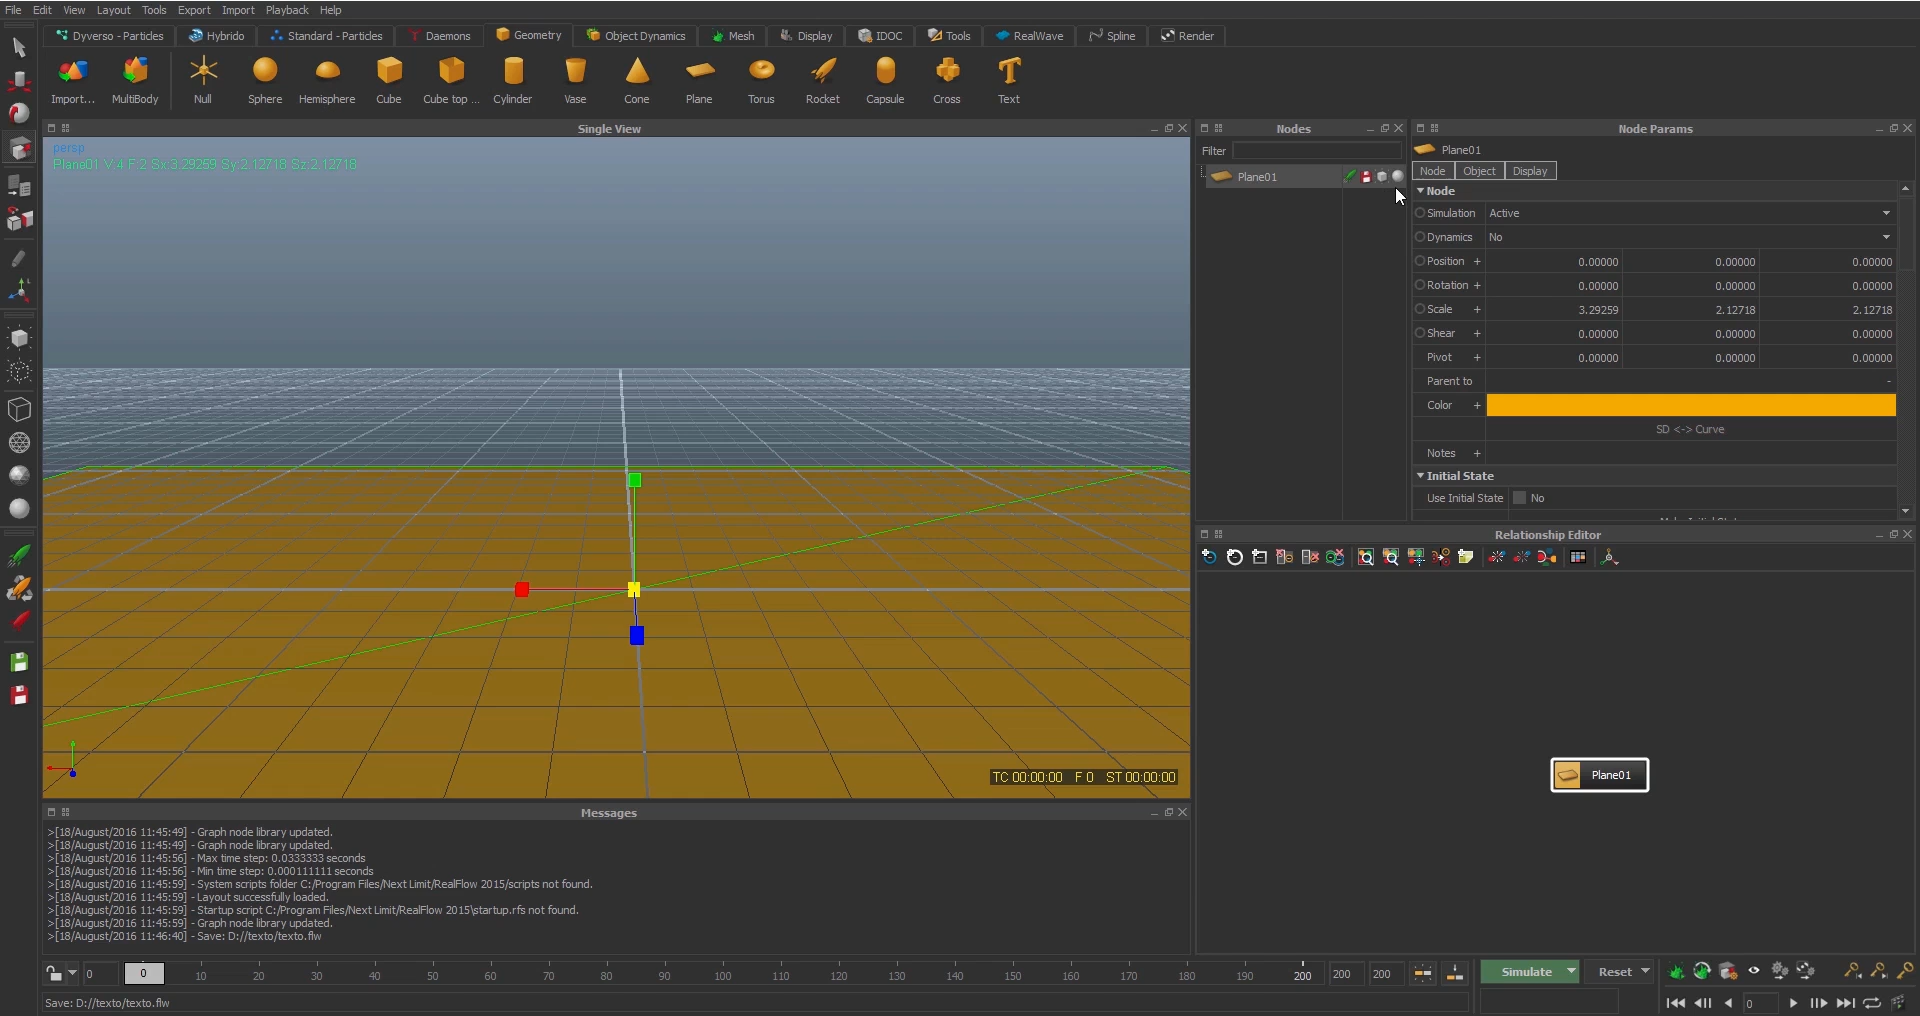 File Edit View Layout Tools Export Import Playback Help
Dyverso - Particles Hybrido Standard - Particles Daemons Geometry Object Dynamics Mesh Display IDOC Tools RealWave Spline Render
Import... MultiBody Null Sphere Hemisphere Cube Cube top ... Cylinder Vase Cone Plane Torus Rocket Capsule Cross Text
Single View
persp
Plane01 V:4 F:2 Sx:3.29259 Sy:2.12718 Sz:2.12718
TC 00:00:00 F 0 ST 00:00:00
Nodes
Filter
Plane01
Node Params
Plane01
Node Object Display
Node
Simulation Active
Dynamics No
Position + 0.00000 0.00000 0.00000
Rotation + 0.00000 0.00000 0.00000
Scale + 3.29259 2.12718 2.12718
Shear + 0.00000 0.00000 0.00000
Pivot + 0.00000 0.00000 0.00000
Parent to -
Color +
SD <-> Curve
Notes +
Initial State
Use Initial State No
Relationship Editor
Plane01
Messages
>[18/August/2016 11:45:49] - Graph node library updated.
>[18/August/2016 11:45:49] - Graph node library updated.
>[18/August/2016 11:45:56] - Max time step: 0.0333333 seconds
>[18/August/2016 11:45:56] - Min time step: 0.000111111 seconds
>[18/August/2016 11:45:59] - System scripts folder C:/Program Files/Next Limit/RealFlow 2015/scripts not found.
>[18/August/2016 11:45:59] - Layout successfully loaded.
>[18/August/2016 11:45:59] - Startup script C:/Program Files/Next Limit/RealFlow 2015\startup.rfs not found.
>[18/August/2016 11:45:59] - Graph node library updated.
>[18/August/2016 11:46:40] - Save: D://texto/texto.flw
0 0 10 20 30 40 50 60 70 80 90 100 110 120 130 140 150 160 170 180 190 200 200 200
Simulate Reset
Save: D://texto/texto.flw
0